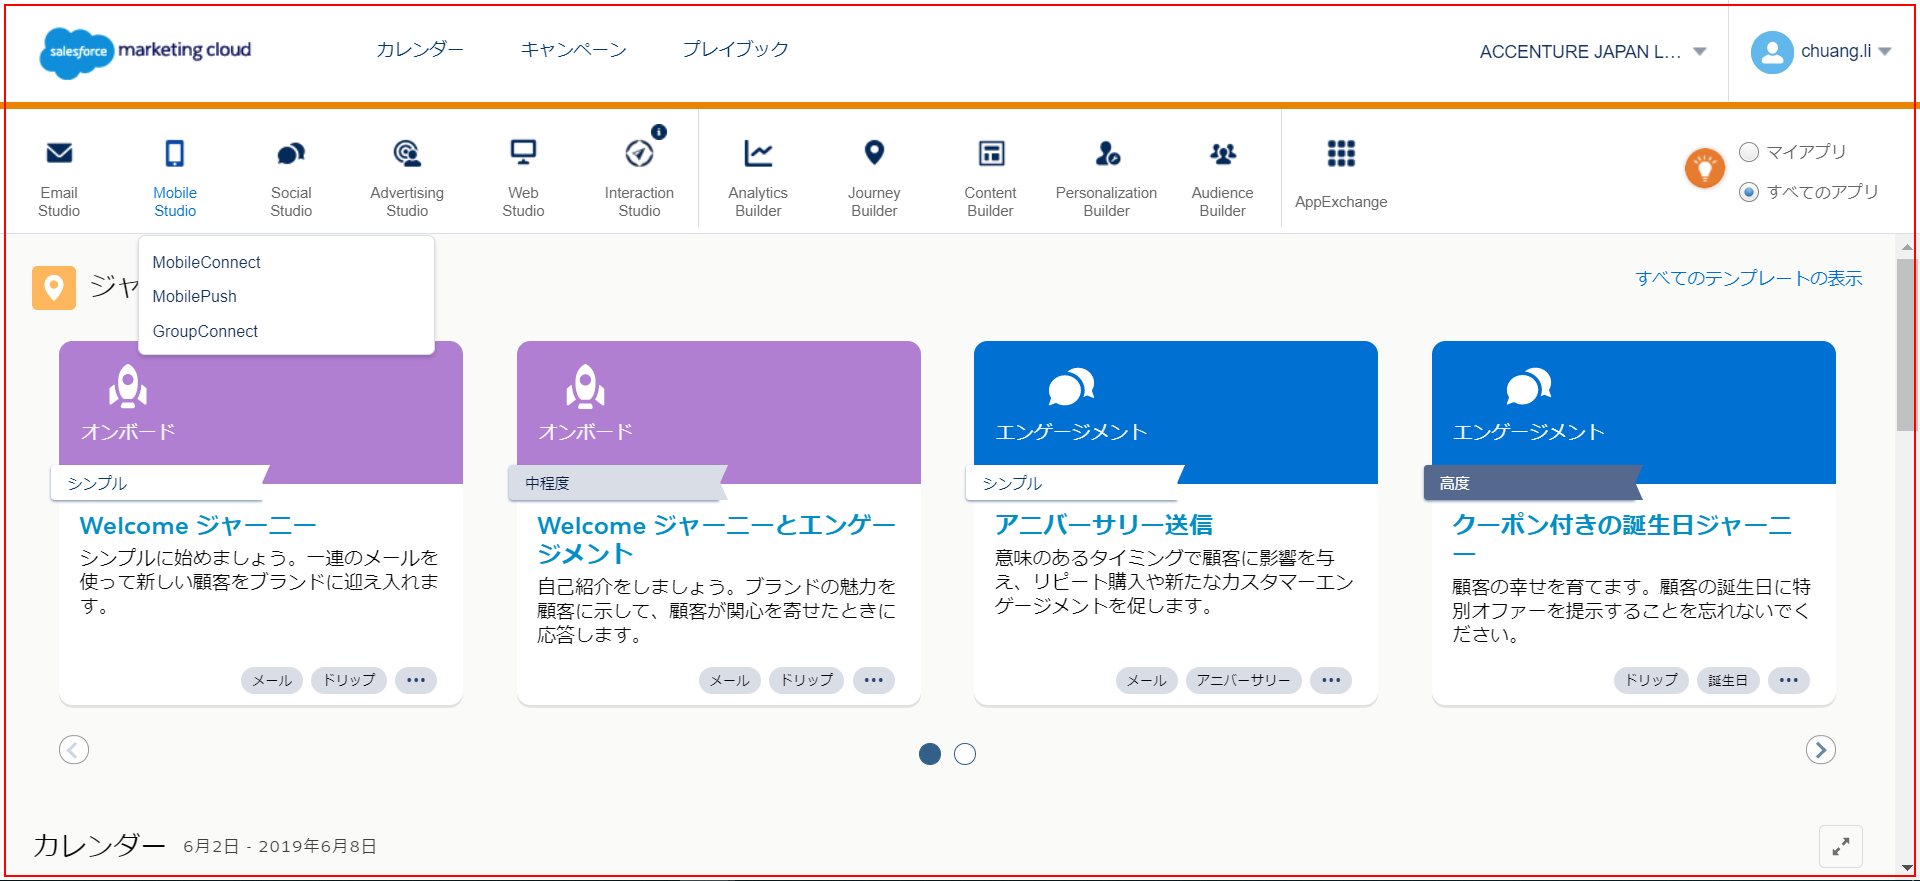 salesforce marketing cloud
カレンダー
キャンペーン
プレイブック
ACCENTURE JAPAN L...
chuang.li
Email
Studio
Mobile
Studio
Social
Studio
Advertising
Studio
Web
Studio
Interaction
Studio
Analytics
Builder
Journey
Builder
Content
Builder
Personalization
Builder
Audience
Builder
AppExchange
マイアプリ
すべてのアプリ
MobileConnect
MobilePush
GroupConnect
ジャ
すべてのテンプレートの表示
オンボード
シンプル
Welcome ジャーニー
シンプルに始めましょう。一連のメールを
使って新しい顧客をブランドに迎え入れま
す。
メール
ドリップ
•••
オンボード
中程度
Welcome ジャーニーとエンゲー
ジメント
自己紹介をしましょう。ブランドの魅力を
顧客に示して、顧客が関心を寄せたときに
応答します。
メール
ドリップ
•••
エンゲージメント
シンプル
アニバーサリー送信
意味のあるタイミングで顧客に影響を与
え、リピート購入や新たなカスタマーエン
ゲージメントを促します。
メール
アニバーサリー
•••
エンゲージメント
高度
クーポン付きの誕生日ジャーニ
ー
顧客の幸せを育てます。顧客の誕生日に特
別オファーを提示することを忘れないでく
ださい。
ドリップ
誕生日
•••
カレンダー 6月2日 - 2019年6月8日